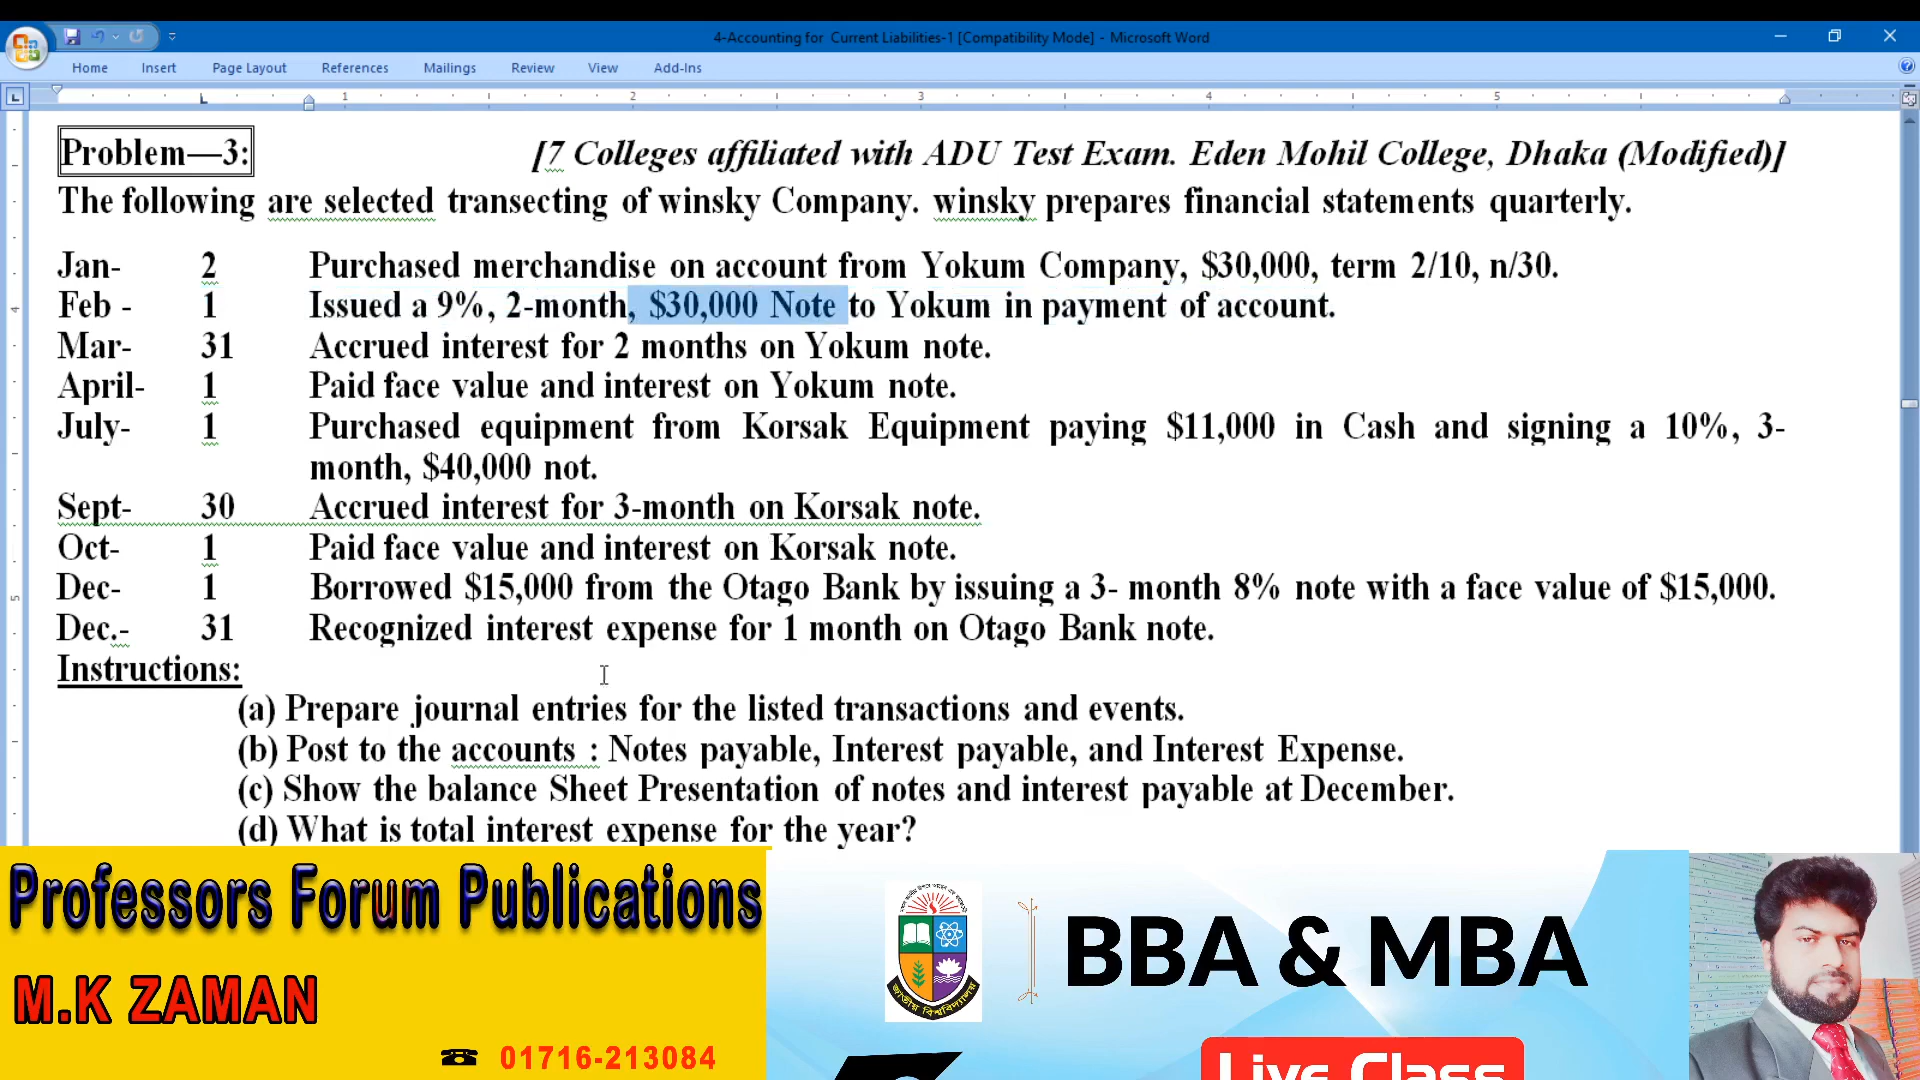 4-Accounting for Current Liabilities-1 [Compatibility Mode] - Microsoft Word
Home Insert Page Layout References Mailings Review View Add-Ins
1 2 3 4 5
Problem—3: [7 Colleges affiliated with ADU Test Exam. Eden Mohil College, Dhaka (Modified)]
The following are selected transecting of winsky Company. winsky prepares financial statements quarterly.
Jan- 2 Purchased merchandise on account from Yokum Company, $30,000, term 2/10, n/30.
Feb - 1 Issued a 9%, 2-month, $30,000 Note to Yokum in payment of account.
Mar- 31 Accrued interest for 2 months on Yokum note.
April- 1 Paid face value and interest on Yokum note.
July- 1 Purchased equipment from Korsak Equipment paying $11,000 in Cash and signing a 10%, 3-
month, $40,000 not.
Sept- 30 Accrued interest for 3-month on Korsak note.
Oct- 1 Paid face value and interest on Korsak note.
Dec- 1 Borrowed $15,000 from the Otago Bank by issuing a 3- month 8% note with a face value of $15,000.
Dec.- 31 Recognized interest expense for 1 month on Otago Bank note.
Instructions:
(a) Prepare journal entries for the listed transactions and events.
(b) Post to the accounts : Notes payable, Interest payable, and Interest Expense.
(c) Show the balance Sheet Presentation of notes and interest payable at December.
(d) What is total interest expense for the year?
Professors Forum Publications
M.K ZAMAN
01716-213084
BBA & MBA
Live Class